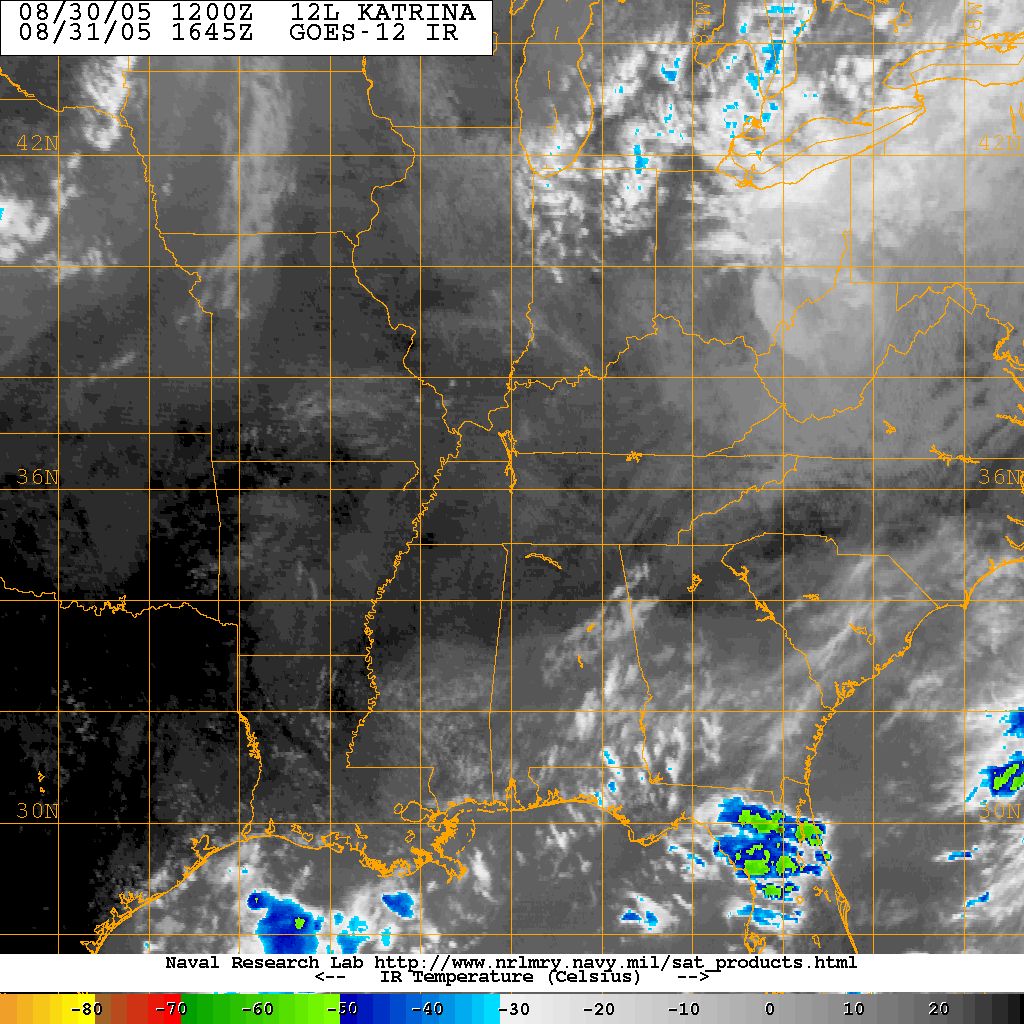 08/30/05 1200Z 12L KATRINA
08/31/05 1645Z GOES-12 IR
42N 42N
36N 36N
30N 30N
Naval Research Lab http://www.nrlmry.navy.mil/sat_products.html
<-- IR Temperature (Celsius) -->
-80 -70 -60 -50 -40 -30 -20 -10 0 10 20